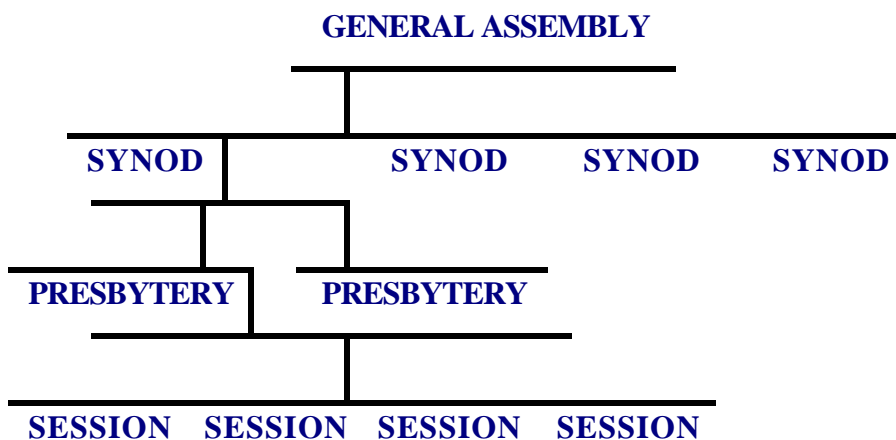 GENERAL ASSEMBLY
SYNOD SYNOD SYNOD SYNOD
PRESBYTERY PRESBYTERY
SESSION SESSION SESSION SESSION